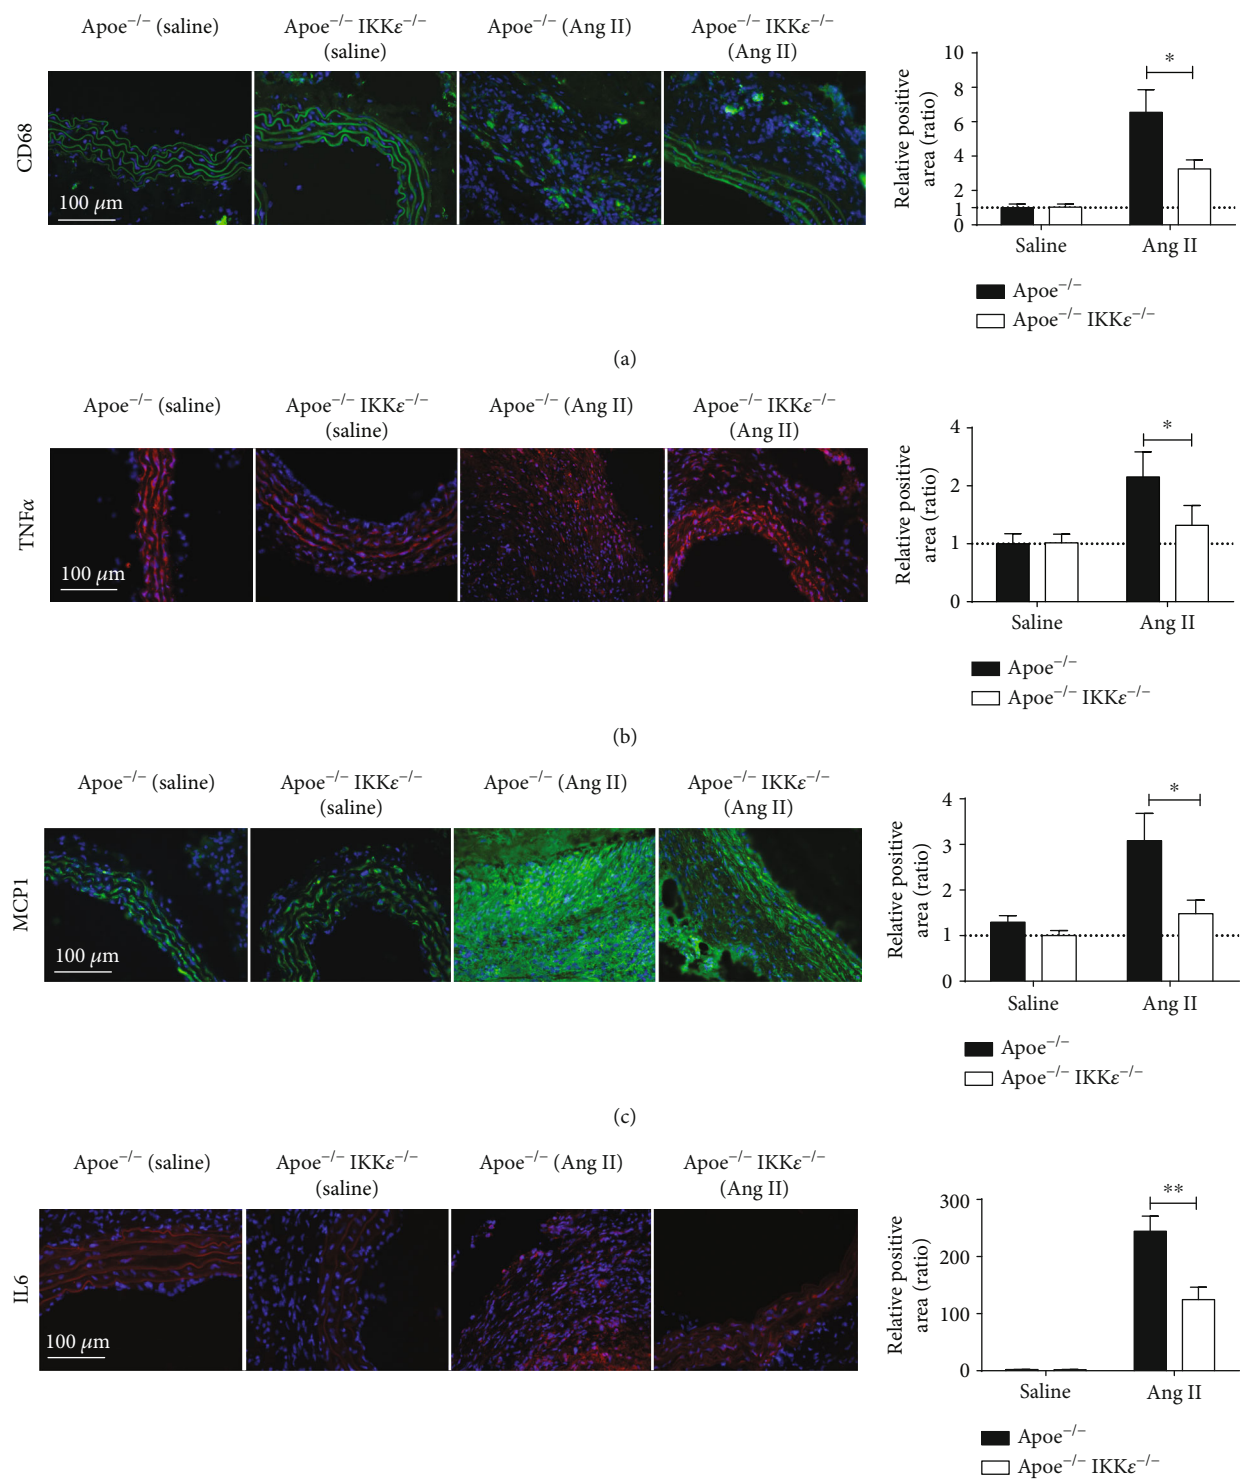 Apoe−/− (saline)
Apoe−/− IKKε−/−
(saline)
Apoe−/− (Ang II)
Apoe−/− IKKε−/−
(Ang II)
CD68
100 μm
Relative positive
area (ratio)
10
8
6
4
2
1
0
*
Saline
Ang II
Apoe−/−
Apoe−/− IKKε−/−
(a)
Apoe−/− (saline)
Apoe−/− IKKε−/−
(saline)
Apoe−/− (Ang II)
Apoe−/− IKKε−/−
(Ang II)
TNFα
100 μm
Relative positive
area (ratio)
4
2
1
0
*
Saline
Ang II
Apoe−/−
Apoe−/− IKKε−/−
(b)
Apoe−/− (saline)
Apoe−/− IKKε−/−
(saline)
Apoe−/− (Ang II)
Apoe−/− IKKε−/−
(Ang II)
MCP1
100 μm
Relative positive
area (ratio)
4
3
2
1
0
*
Saline
Ang II
Apoe−/−
Apoe−/− IKKε−/−
(c)
Apoe−/− (saline)
Apoe−/− IKKε−/−
(saline)
Apoe−/− (Ang II)
Apoe−/− IKKε−/−
(Ang II)
IL6
100 μm
Relative positive
area (ratio)
300
200
100
0
**
Saline
Ang II
Apoe−/−
Apoe−/− IKKε−/−